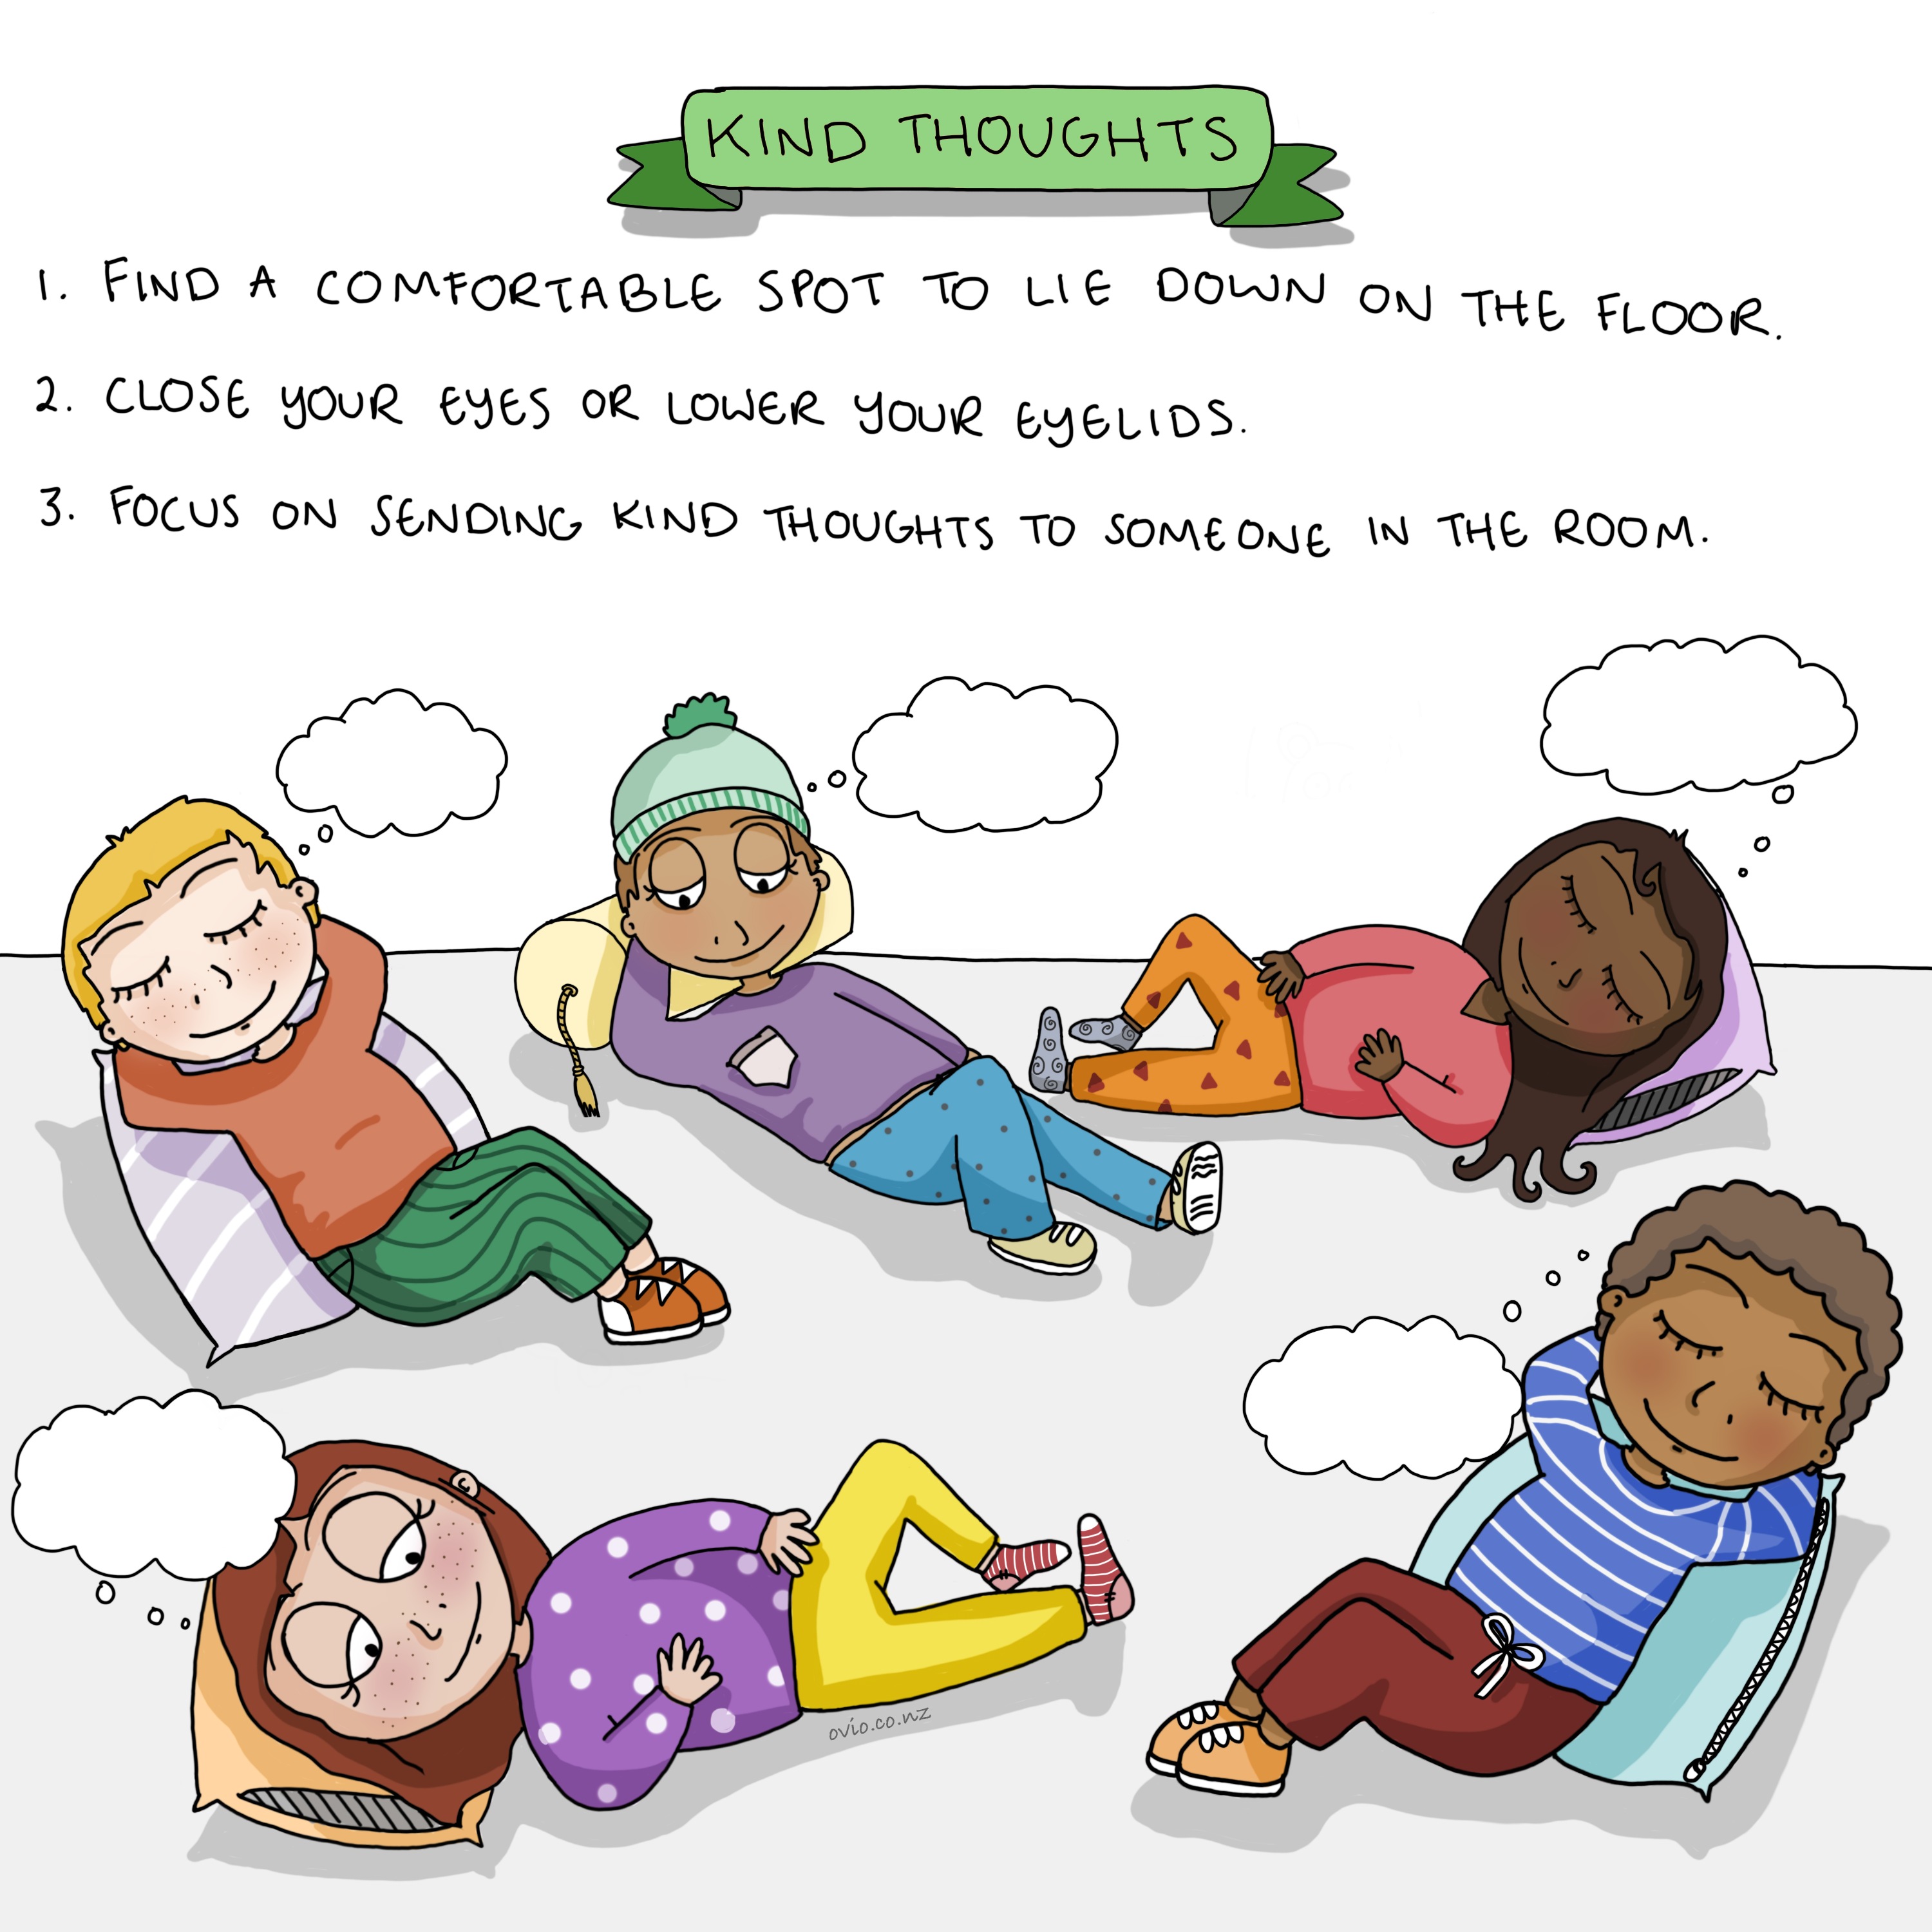 KIND THOUGHTS
1. FIND A COMFORTABLE SPOT TO LIE DOWN ON THE FLOOR.
2. CLOSE YOUR EYES OR LOWER YOUR EYELIDS.
3. FOCUS ON SENDING KIND THOUGHTS TO SOMEONE IN THE ROOM.
ovio.co.nz